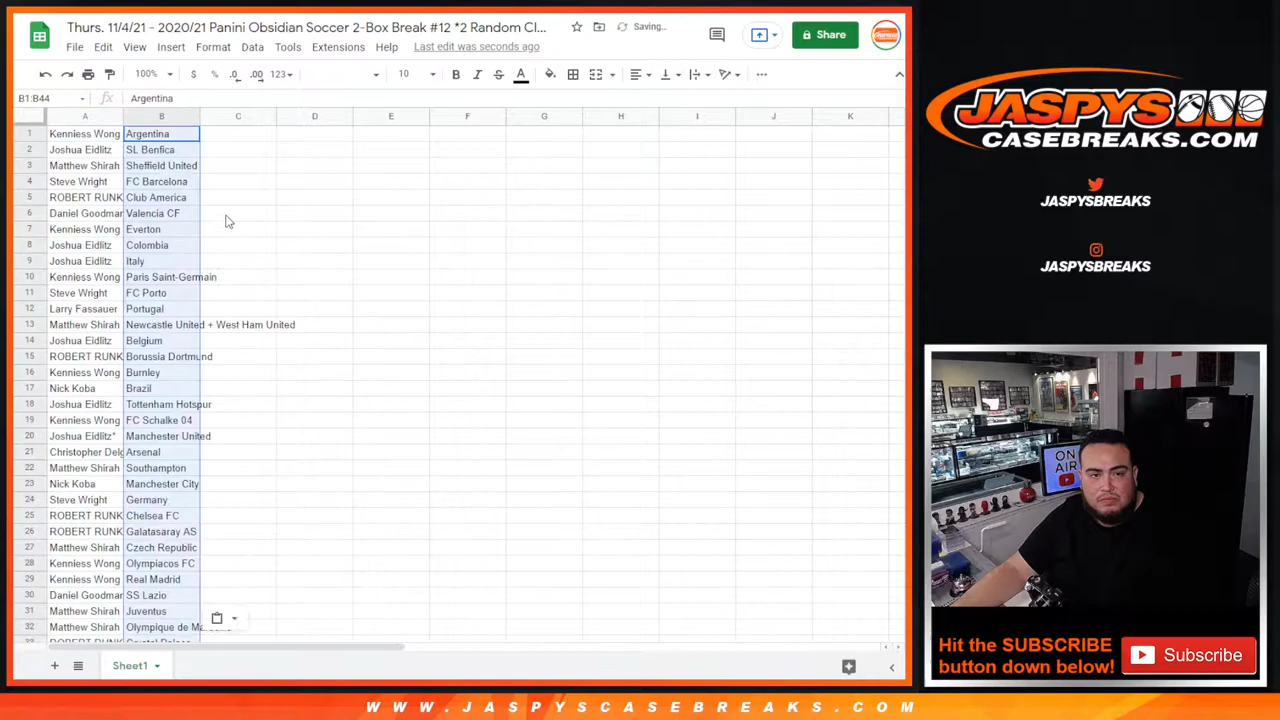 Thurs. 11/4/21 - 2020/21 Panini Obsidian Soccer 2-Box Break #12 *2 Random Cl...
Saving...
Share
File Edit View Insert Format Data Tools Extensions Help Last edit was seconds ago
100% $ % .0 .00 123 10 B I S A
B1:B44 fx Argentina
A B C D E F G H I J K
1 Kenniess Wong Argentina
2 Joshua Eidlitz SL Benfica
3 Matthew Shirah Sheffield United
4 Steve Wright FC Barcelona
5 ROBERT RUNK Club America
6 Daniel Goodman Valencia CF
7 Kenniess Wong Everton
8 Joshua Eidlitz Colombia
9 Joshua Eidlitz Italy
10 Kenniess Wong Paris Saint-Germain
11 Steve Wright FC Porto
12 Larry Fassauer Portugal
13 Matthew Shirah Newcastle United + West Ham United
14 Joshua Eidlitz Belgium
15 ROBERT RUNK Borussia Dortmund
16 Kenniess Wong Burnley
17 Nick Koba Brazil
18 Joshua Eidlitz Tottenham Hotspur
19 Kenniess Wong FC Schalke 04
20 Joshua Eidlitz* Manchester United
21 Christopher Delg Arsenal
22 Matthew Shirah Southampton
23 Nick Koba Manchester City
24 Steve Wright Germany
25 ROBERT RUNK Chelsea FC
26 ROBERT RUNK Galatasaray AS
27 Matthew Shirah Czech Republic
28 Kenniess Wong Olympiacos FC
29 Kenniess Wong Real Madrid
30 Daniel Goodman SS Lazio
31 Matthew Shirah Juventus
32 Matthew Shirah Olympique de
Sheet1
JASPYS
CASEBREAKS.COM
JASPYSBREAKS
JASPYSBREAKS
ON
AIR
Hit the SUBSCRIBE
button down below!
Subscribe
WWW.JASPYSCASEBREAKS.COM